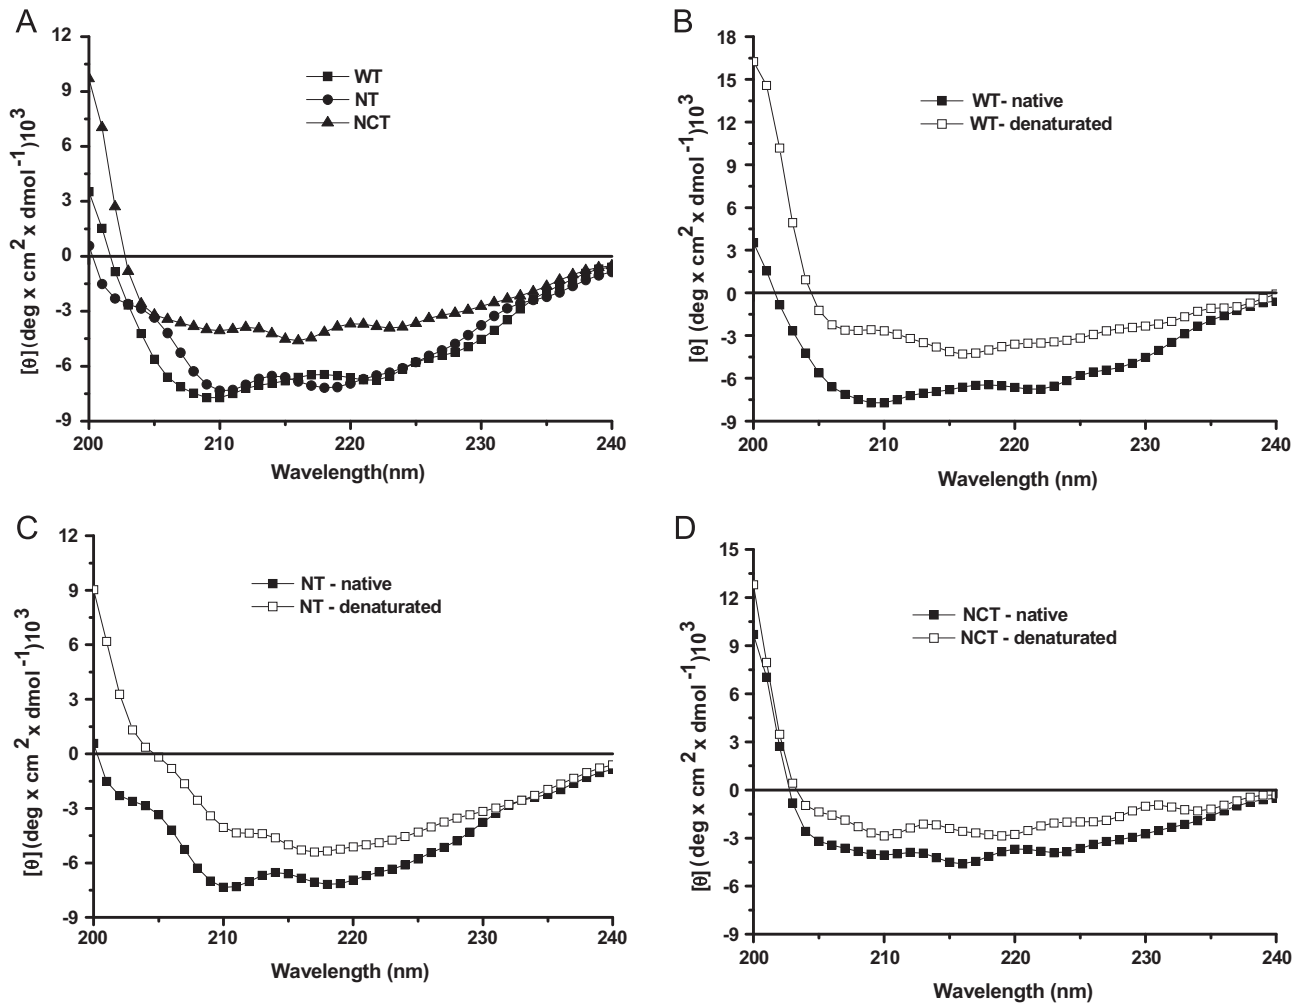 A
12
9
6
3
0
-3
-6
-9
[θ](deg x cm2 x dmol-1)103
WT
NT
NCT
200
210
220
230
240
Wavelength(nm)
B
18
15
12
9
6
3
0
-3
-6
-9
[θ] (deg x cm2 x dmol-1)103
WT- native
WT- denaturated
200
210
220
230
240
Wavelength (nm)
C
12
9
6
3
0
-3
-6
-9
[θ](deg x cm2 x dmol-1)103
NT - native
NT - denaturated
200
210
220
230
240
Wavelength (nm)
D
15
12
9
6
3
0
-3
-6
-9
[θ](deg x cm2 x dmol-1)103
NCT - native
NCT - denaturated
200
210
220
230
240
Wavelength (nm)